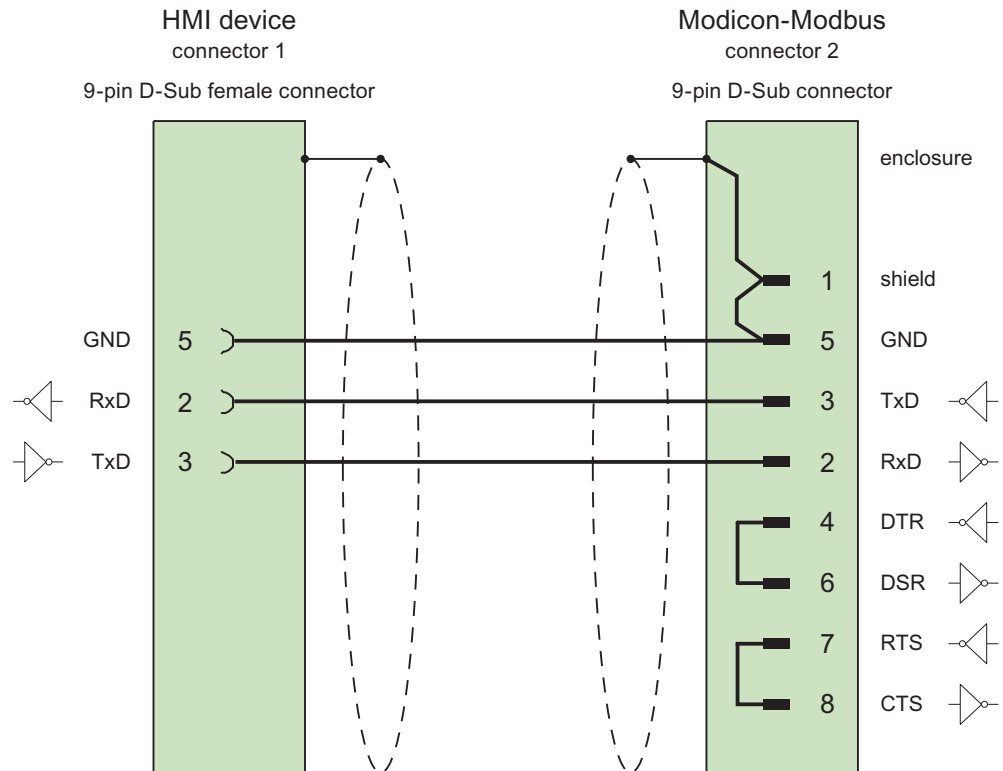 HMI device
connector 1
9-pin D-Sub female connector
Modicon-Modbus
connector 2
9-pin D-Sub connector
enclosure
1 shield
GND 5 5 GND
RxD 2 3 TxD
TxD 3 2 RxD
4 DTR
6 DSR
7 RTS
8 CTS